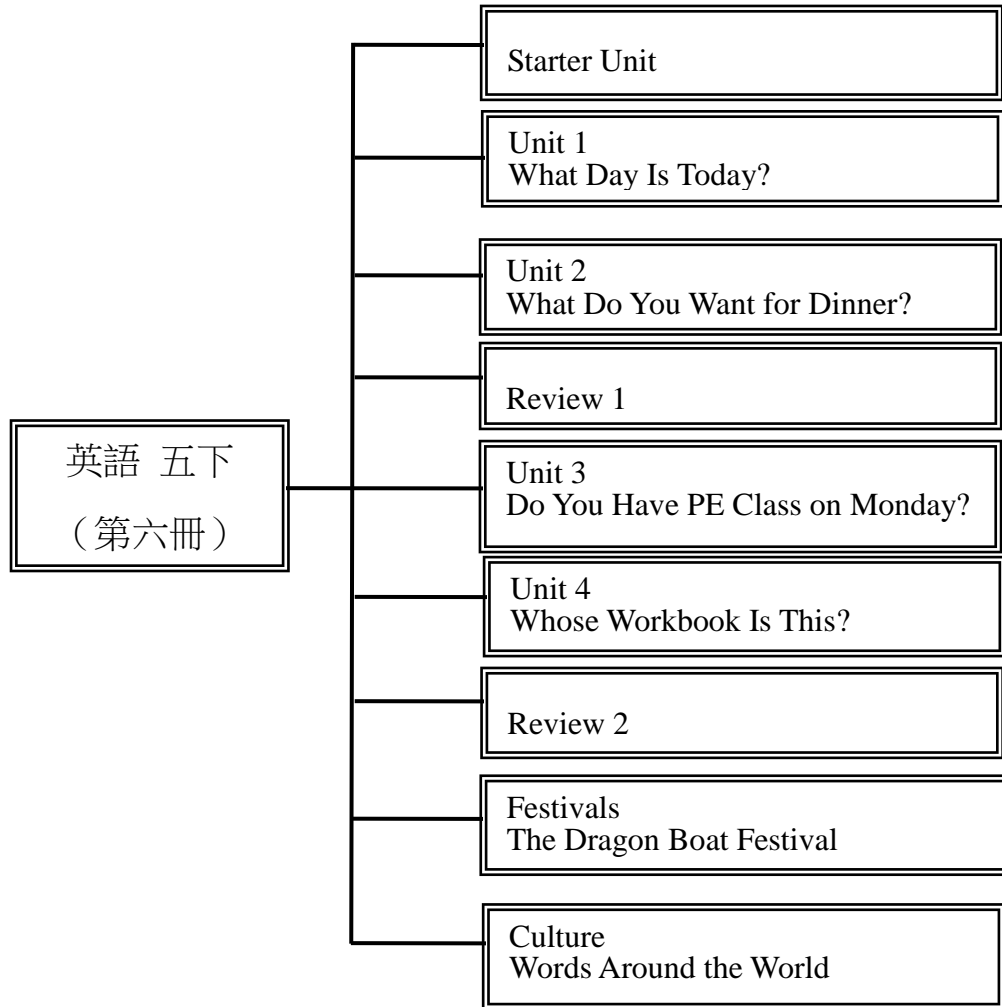 英語 五下
（第六冊）
Starter Unit
Unit 1
What Day Is Today?
Unit 2
What Do You Want for Dinner?
Review 1
Unit 3
Do You Have PE Class on Monday?
Unit 4
Whose Workbook Is This?
Review 2
Festivals
The Dragon Boat Festival
Culture
Words Around the World